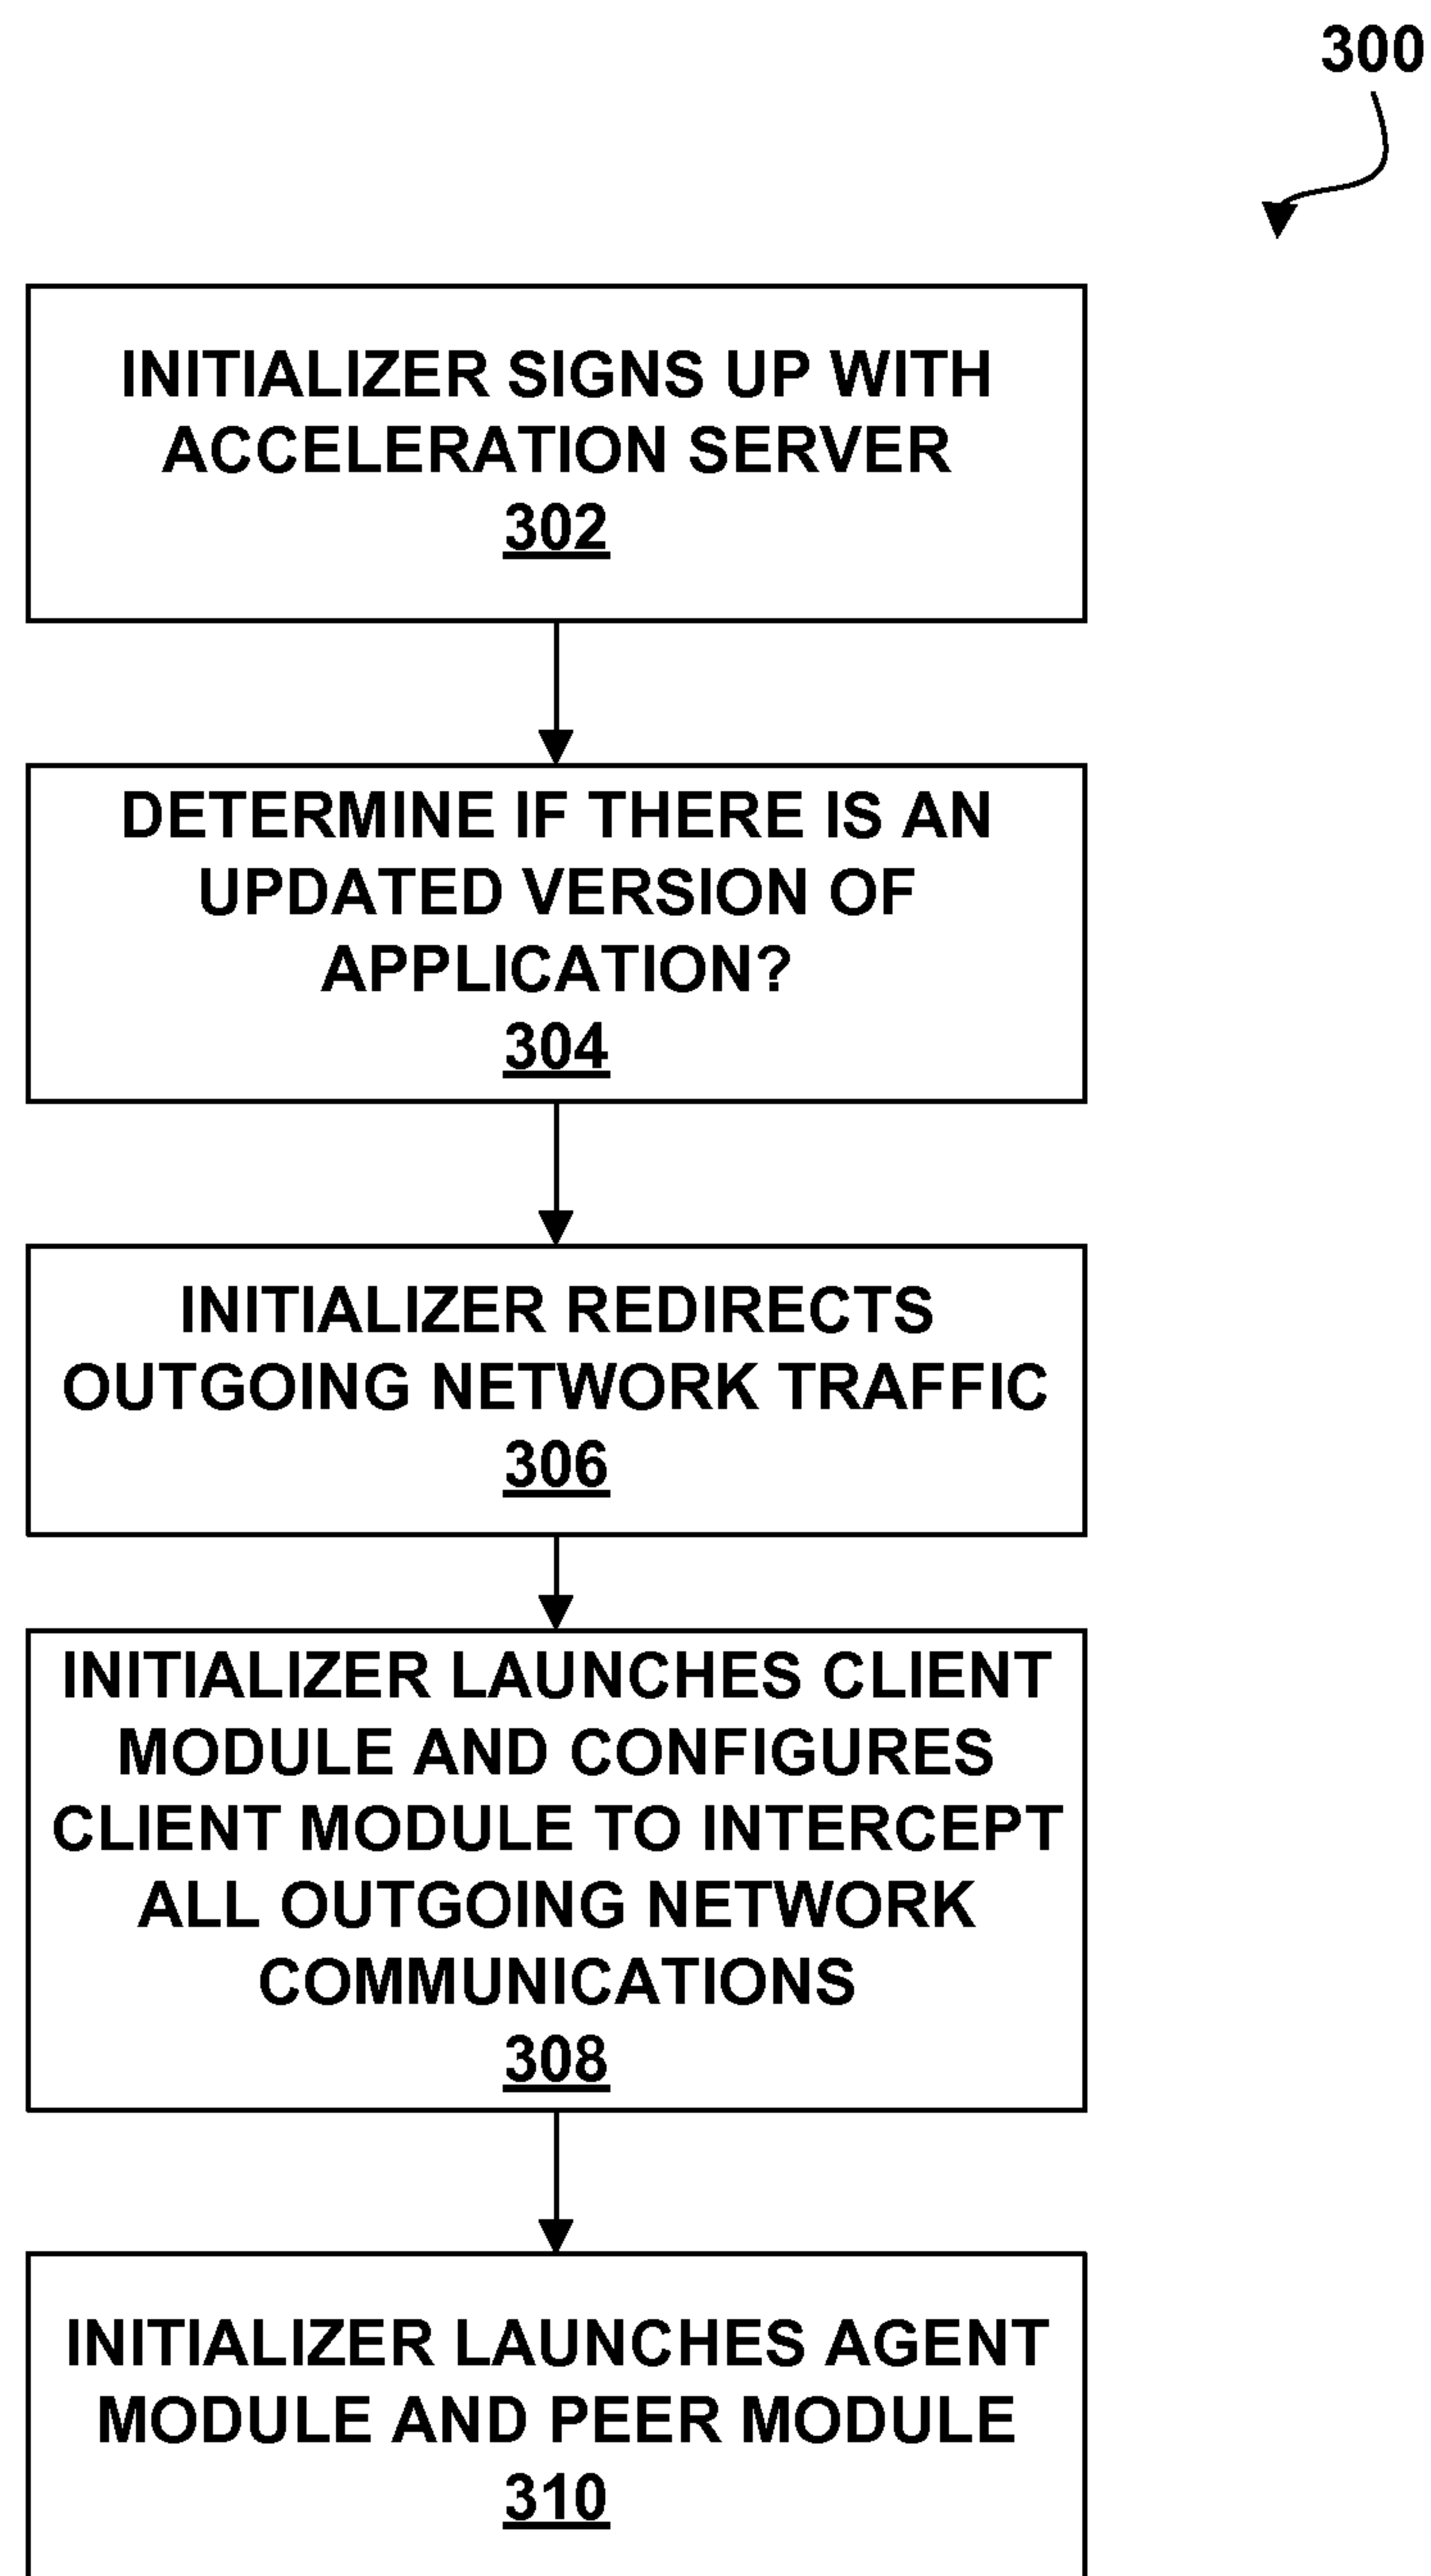 300
INITIALIZER SIGNS UP WITH
ACCELERATION SERVER
302
DETERMINE IF THERE IS AN
UPDATED VERSION OF
APPLICATION?
304
INITIALIZER REDIRECTS
OUTGOING NETWORK TRAFFIC
306
INITIALIZER LAUNCHES CLIENT
MODULE AND CONFIGURES
CLIENT MODULE TO INTERCEPT
ALL OUTGOING NETWORK
COMMUNICATIONS
308
INITIALIZER LAUNCHES AGENT
MODULE AND PEER MODULE
310